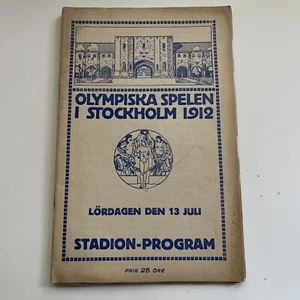 OLYMPISKA SPELEN
I STOCKHOLM 1912
LÖRDAGEN DEN 13 JULI
STADION-PROGRAM
PRIS 25 ÖRE